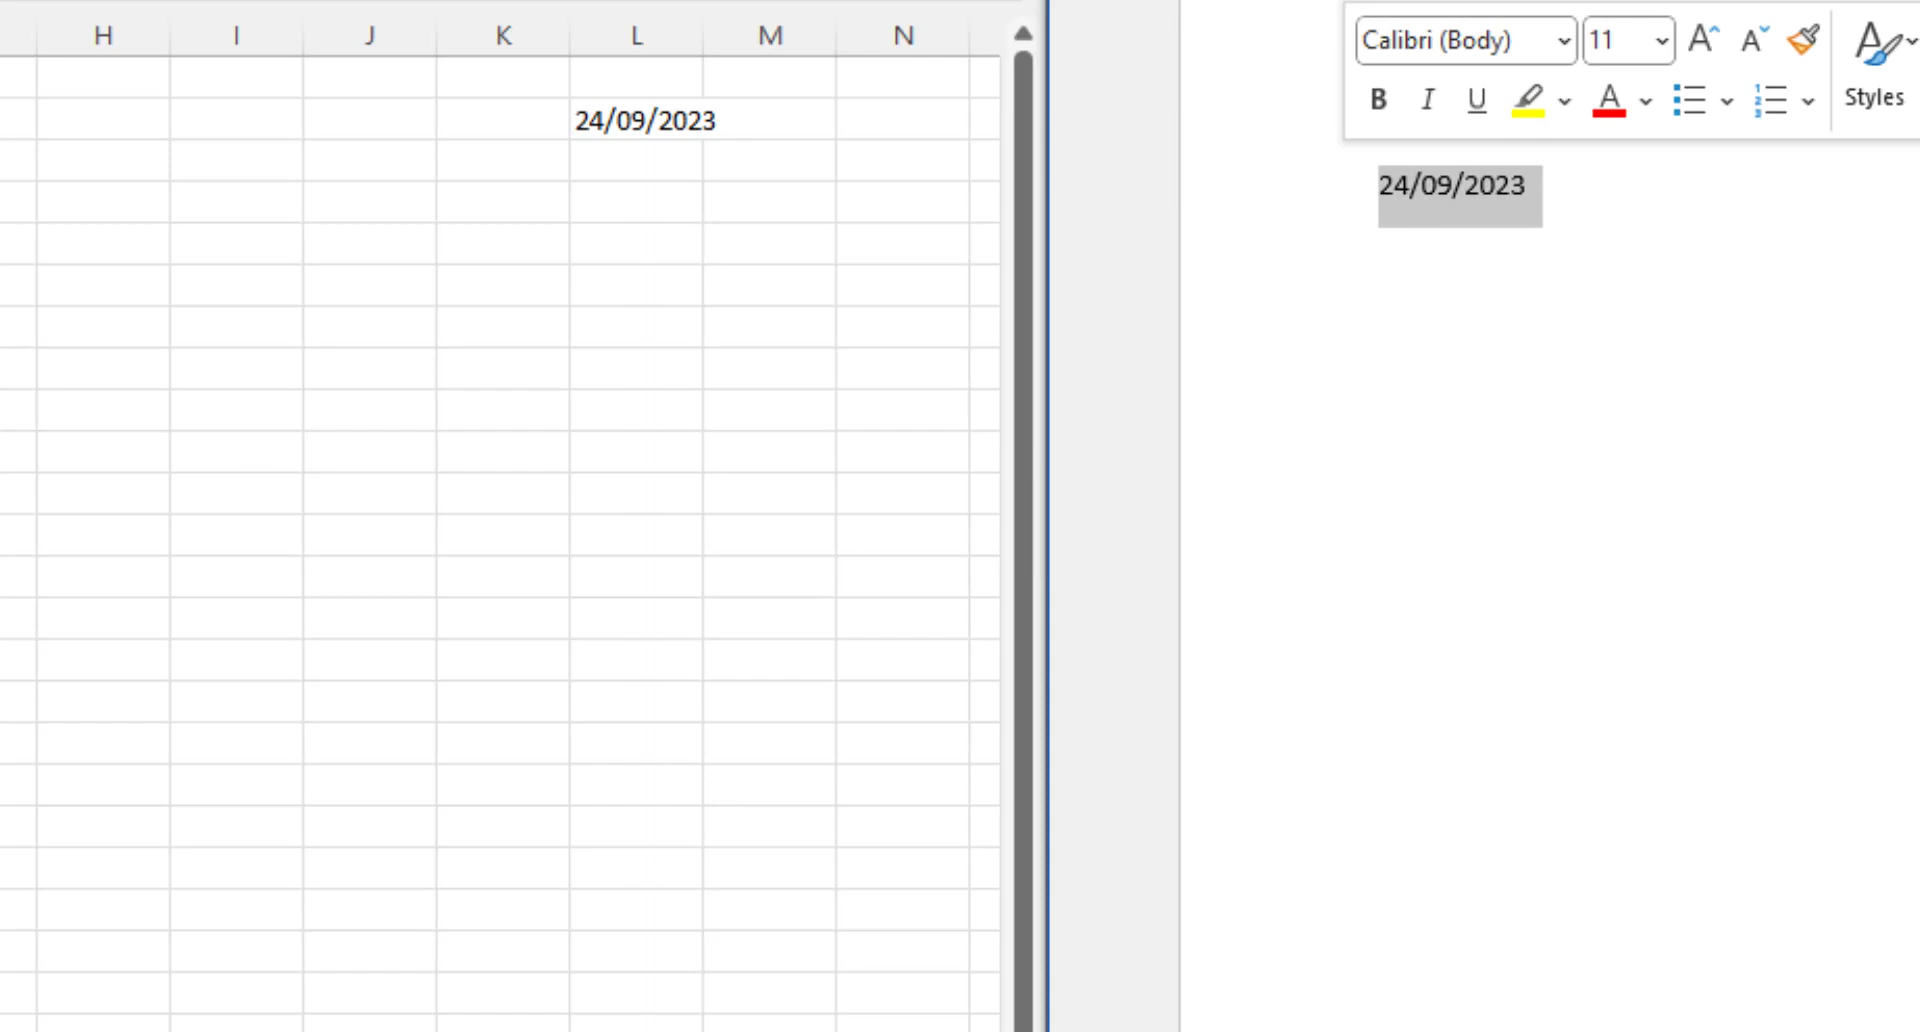 H I J K L M N
24/09/2023
Calibri (Body) 11 A A A
B I U A Styles
24/09/2023